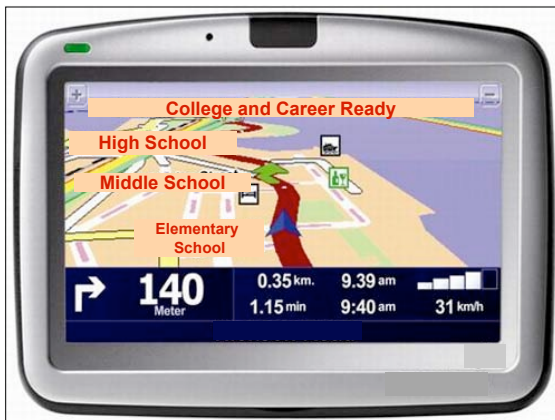 College and Career Ready
High School
Middle School
Elementary
School
140
Meter
0.35 km.
9.39 am
1.15 min
9:40 am
31 km/h